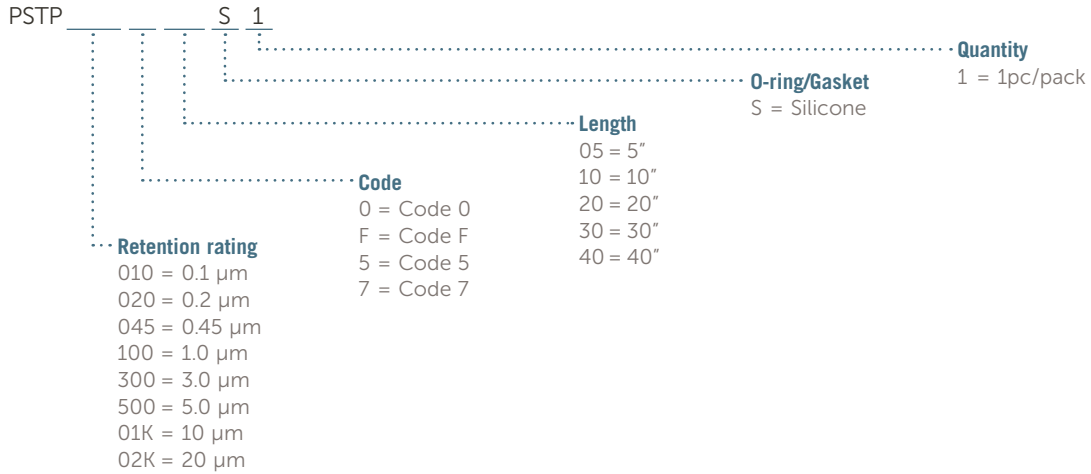 PSTP ____ __ ___ S 1
Quantity
1 = 1pc/pack
O-ring/Gasket
S = Silicone
Length
05 = 5″
10 = 10″
20 = 20″
30 = 30″
40 = 40″
Code
0 = Code 0
F = Code F
5 = Code 5
7 = Code 7
Retention rating
010 = 0.1 μm
020 = 0.2 μm
045 = 0.45 μm
100 = 1.0 μm
300 = 3.0 μm
500 = 5.0 μm
01K = 10 μm
02K = 20 μm